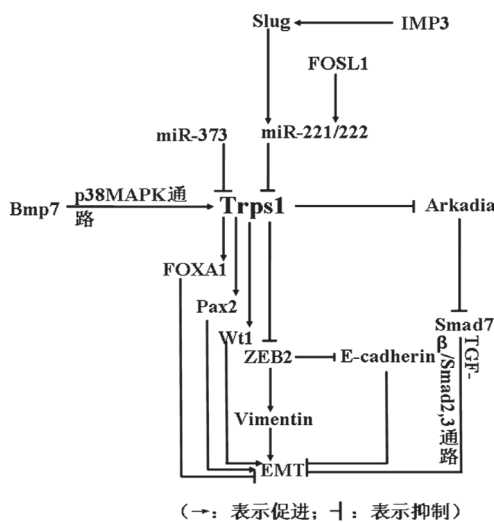 Slug
IMP3
FOSL1
miR-373
miR-221/222
p38MAPK通
路
Bmp7
Trps1
Arkadia
FOXA1
Pax2
Wt1
Smad7
ZEB2
E-cadherin
TGF-
β/Smad2,3通路
Vimentin
EMT
（→：表示促进；⊣：表示抑制）